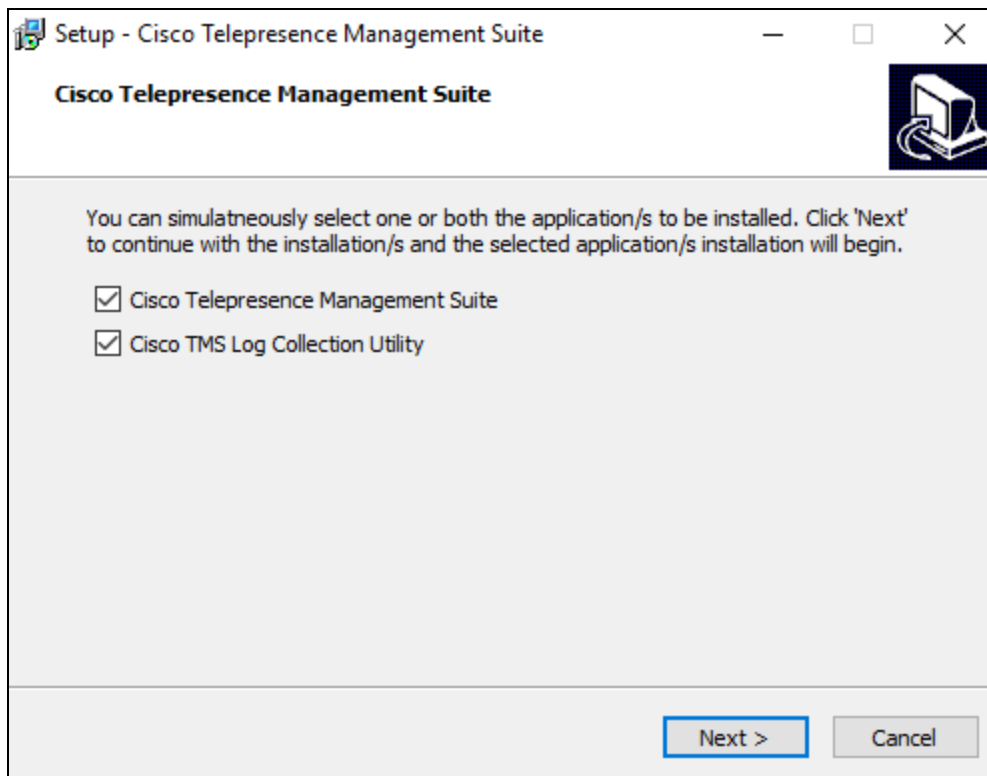 Setup - Cisco Telepresence Management Suite
Cisco Telepresence Management Suite
You can simulatneously select one or both the application/s to be installed. Click 'Next'
to continue with the installation/s and the selected application/s installation will begin.
Cisco Telepresence Management Suite
Cisco TMS Log Collection Utility
Next >
Cancel